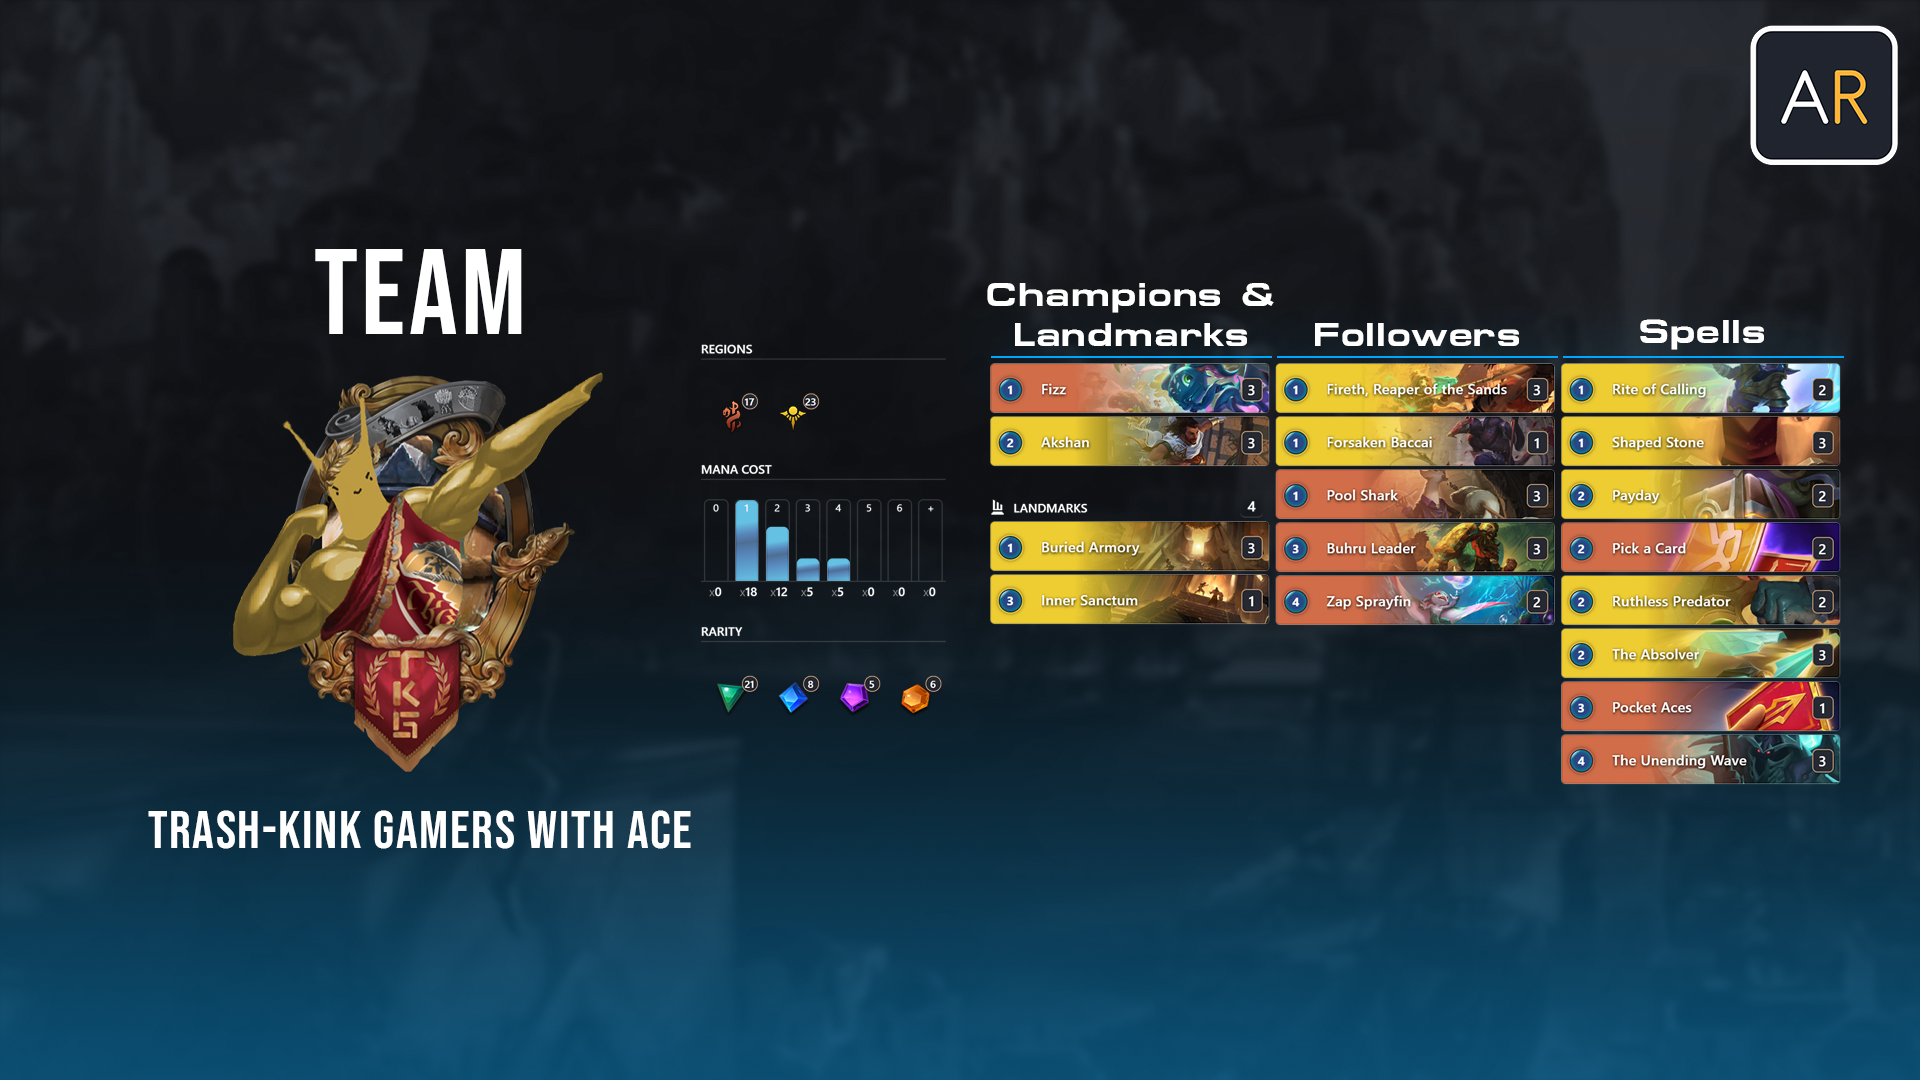 AR
TEAM
TKG
TRASH-KINK GAMERS WITH ACE
REGIONS
17 23
MANA COST
0 1 2 3 4 5 6 +
x0 x18 x12 x5 x5 x0 x0 x0
RARITY
21 8 5 6
Champions &
Landmarks
1 Fizz 3
2 Akshan 3
LANDMARKS 4
1 Buried Armory 3
3 Inner Sanctum 1
Followers
1 Fireth, Reaper of the Sands 3
1 Forsaken Baccai 1
1 Pool Shark 3
3 Buhru Leader 3
4 Zap Sprayfin 2
Spells
1 Rite of Calling 2
1 Shaped Stone 3
2 Payday 2
2 Pick a Card 2
2 Ruthless Predator 2
2 The Absolver 3
3 Pocket Aces 1
4 The Unending Wave 3